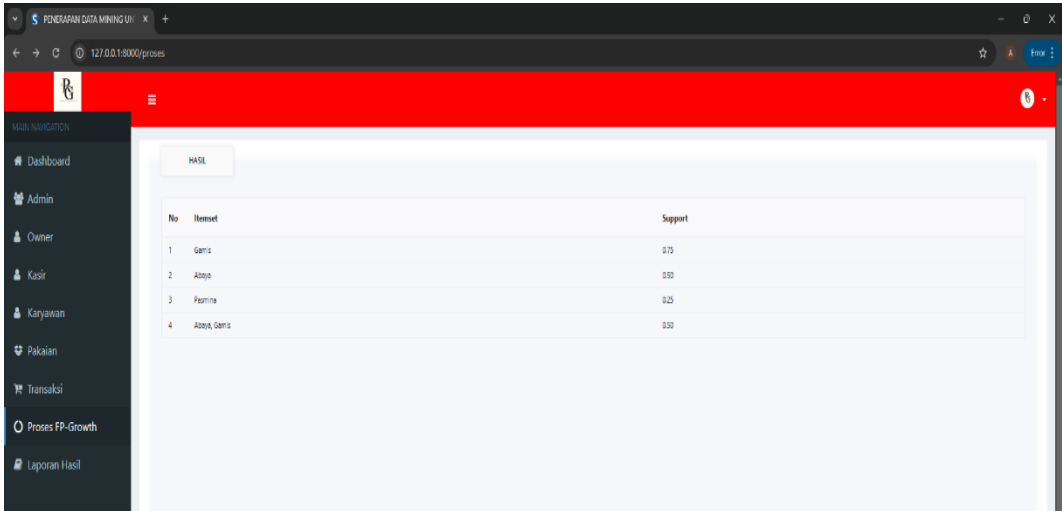 PENERAPAN DATA MINING UN
127.0.0.1:8000/proses
A
Error
MAIN NAVIGATION
Dashboard
Admin
Owner
Kasir
Karyawan
Pakaian
Transaksi
Proses FP-Growth
Laporan Hasil
HASIL
No Itemset Support
1 Gamis 0.75
2 Abaya 0.50
3 Pasmina 0.25
4 Abaya, Gamis 0.50